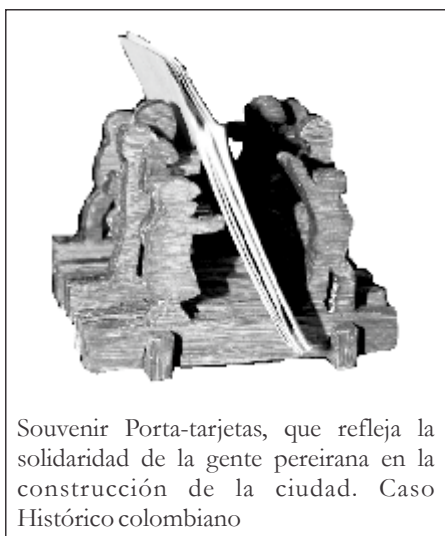 Souvenir Porta-tarjetas, que refleja la
solidaridad de la gente pereirana en la
construcción de la ciudad. Caso
Histórico colombiano